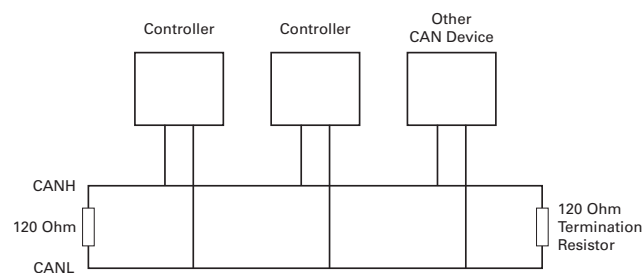 Controller
Controller
Other
CAN Device
CANH
120 Ohm
CANL
120 Ohm
Termination
Resistor